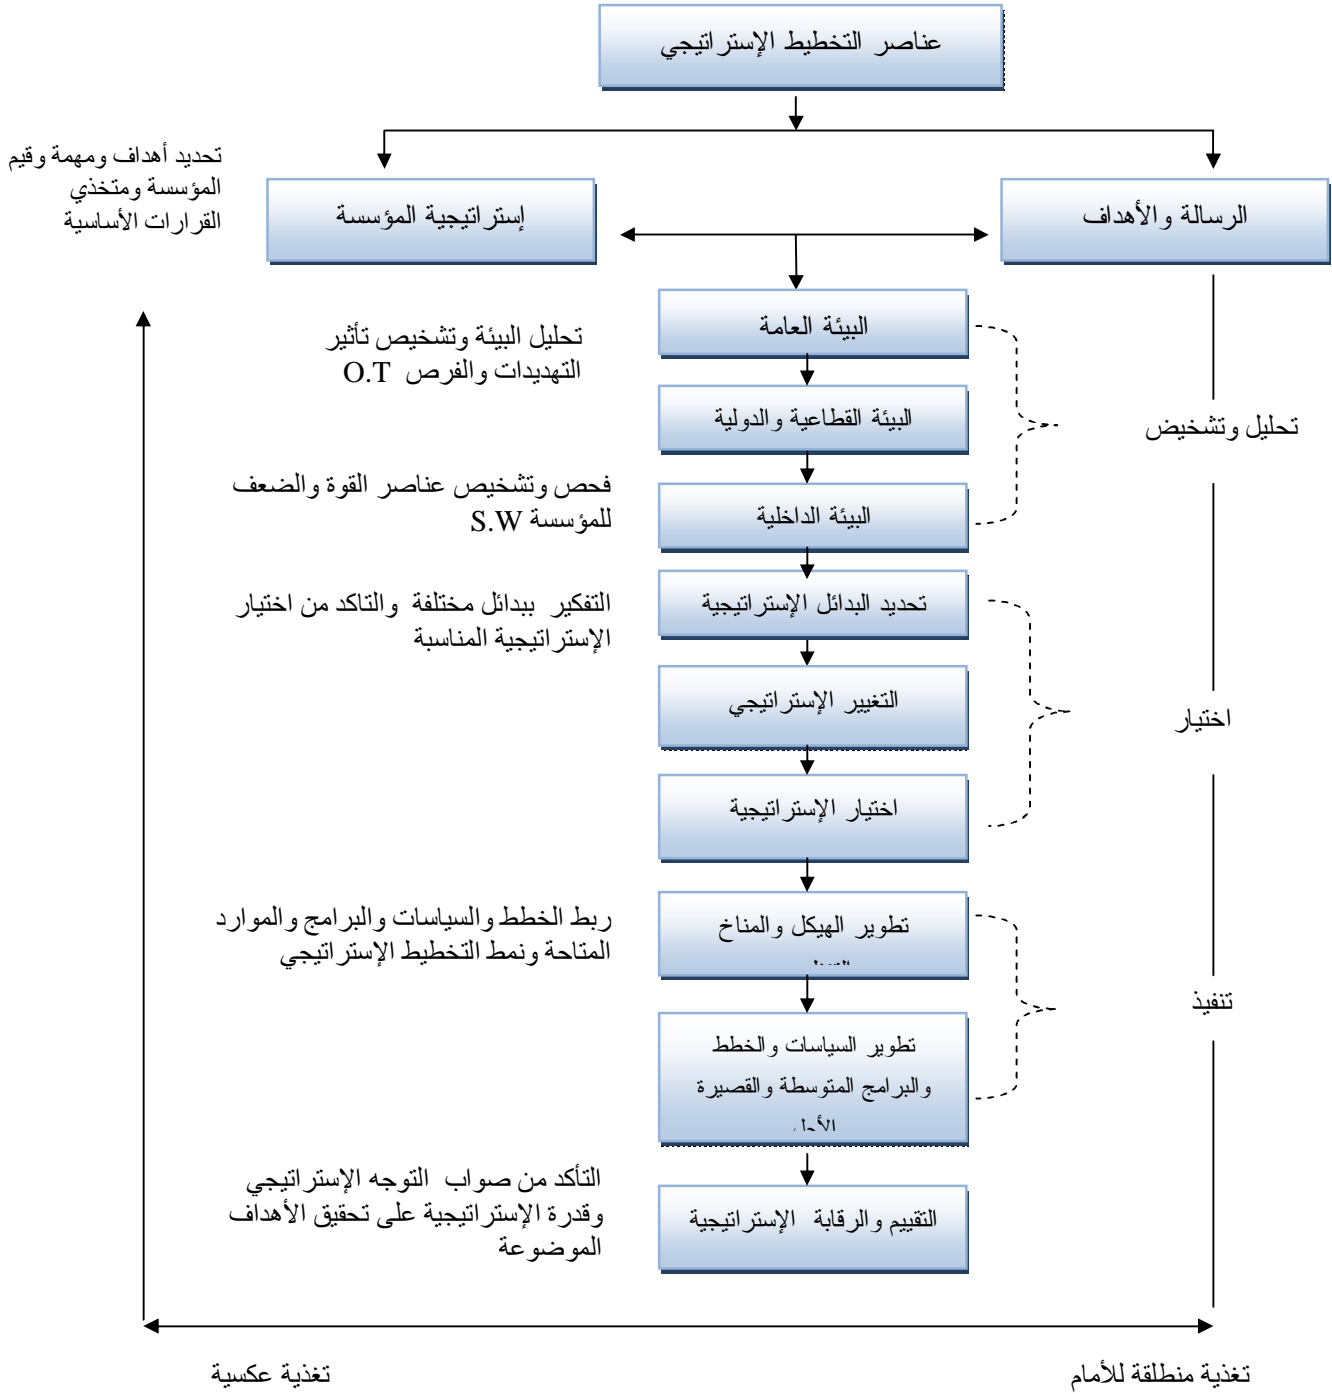 عناصر التخطيط الإستراتيجي
تحديد أهداف ومهمة وقيم
المؤسسة ومتخذي
القرارات الأساسية
الرسالة والأهداف
إستراتيجية المؤسسة
البيئة العامة
تحليل البيئة وتشخيص تأثير
التهديدات والفرص O.T
البيئة القطاعية والدولية
تحليل وتشخيض
البيئة الداخلية
فحص وتشخيص عناصر القوة والضعف
للمؤسسة S.W
تحديد البدائل الإستراتيجية
التفكير ببدائل مختلفة والتاكد من اختيار
الإستراتيجية المناسبة
التغيير الإستراتيجي
اختيار
اختيار الإستراتيجية
تطوير الهيكل والمناخ
ربط الخطط والسياسات والبرامج والموارد
المتاحة ونمط التخطيط الإستراتيجي
تنفيذ
تطوير السياسات والخطط
والبرامج المتوسطة والقصيرة
الأجل
التقييم والرقابة الإستراتيجية
التأكد من صواب التوجه الإستراتيجي
وقدرة الإستراتيجية على تحقيق الأهداف
الموضوعة
تغذية منطلقة للأمام
تغذية عكسية